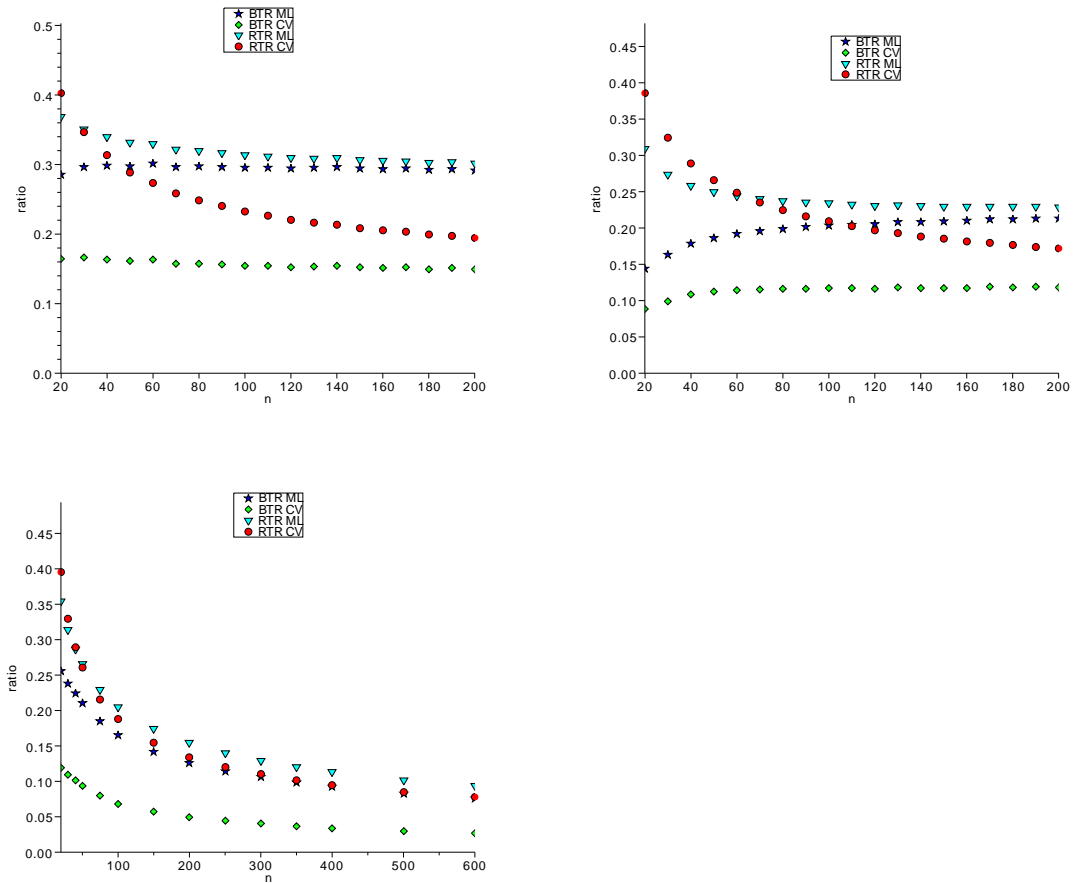 BTR ML
BTR CV
RTR ML
RTR CV
0.5
0.4
0.3
0.2
0.1
0.0
ratio
20 40 60 80 100 120 140 160 180 200
n
BTR ML
BTR CV
RTR ML
RTR CV
0.45
0.40
0.35
0.30
0.25
0.20
0.15
0.10
0.05
0.00
ratio
20 40 60 80 100 120 140 160 180 200
n
BTR ML
BTR CV
RTR ML
RTR CV
0.45
0.40
0.35
0.30
0.25
0.20
0.15
0.10
0.05
0.00
ratio
100 200 300 400 500 600
n